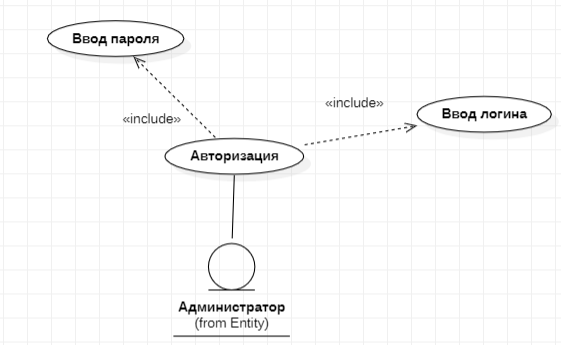 Ввод пароля
«include»
«include»
Ввод логина
Авторизация
Администратор
(from Entity)